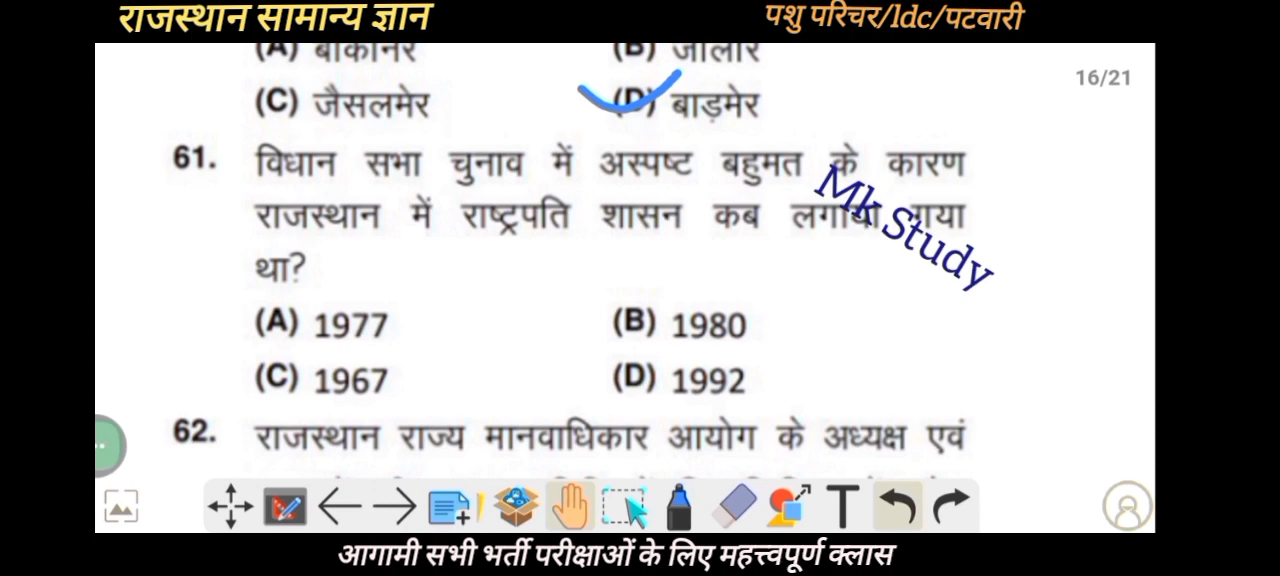 राजस्थान सामान्य ज्ञान
पशु परिचर/ldc/पटवारी
(A) बीकानेर (B) जालोर
16/21
(C) जैसलमेर (D) बाड़मेर
61. विधान सभा चुनाव में अस्पष्ट बहुमत के कारण
राजस्थान में राष्ट्रपति शासन कब लगाया गया
था?
Mk Study
(A) 1977 (B) 1980
(C) 1967 (D) 1992
62. राजस्थान राज्य मानवाधिकार आयोग के अध्यक्ष एवं
T
आगामी सभी भर्ती परीक्षाओं के लिए महत्त्वपूर्ण क्लास